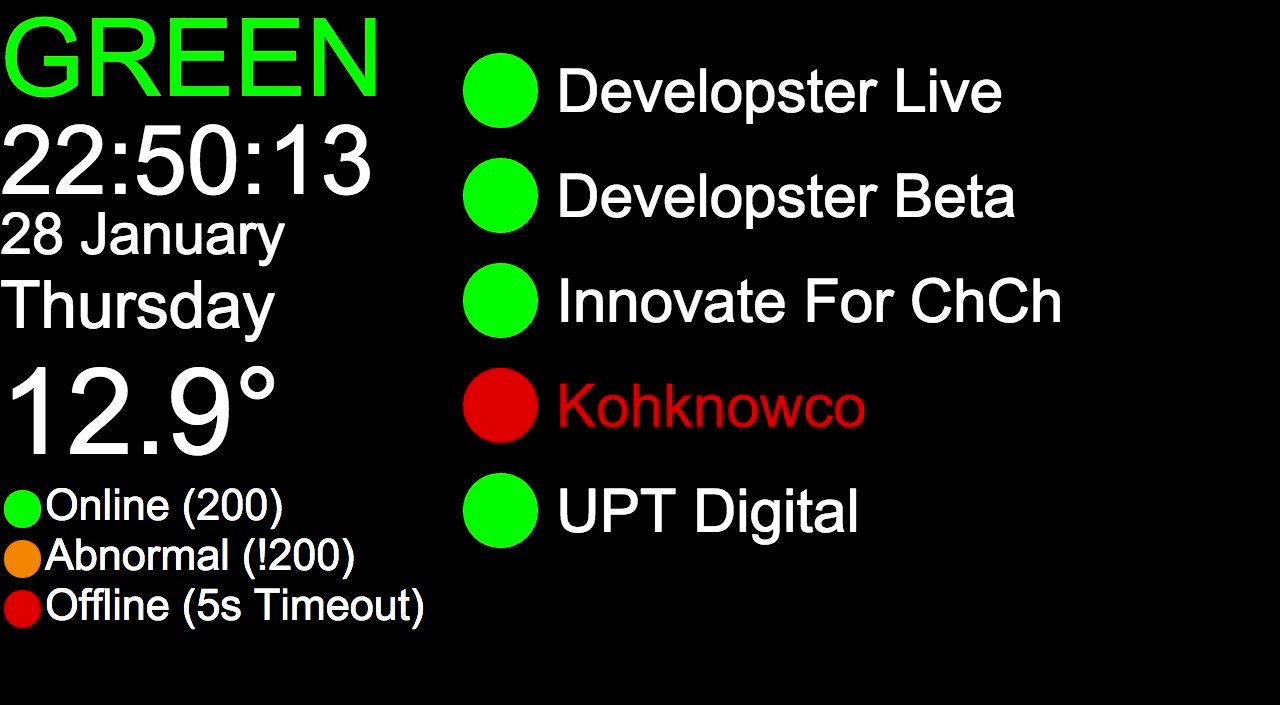 GREEN
22:50:13
28 January
Thursday
12.9°
Online (200)
Abnormal (!200)
Offline (5s Timeout)
Developster Live
Developster Beta
Innovate For ChCh
Kohknowco
UPT Digital